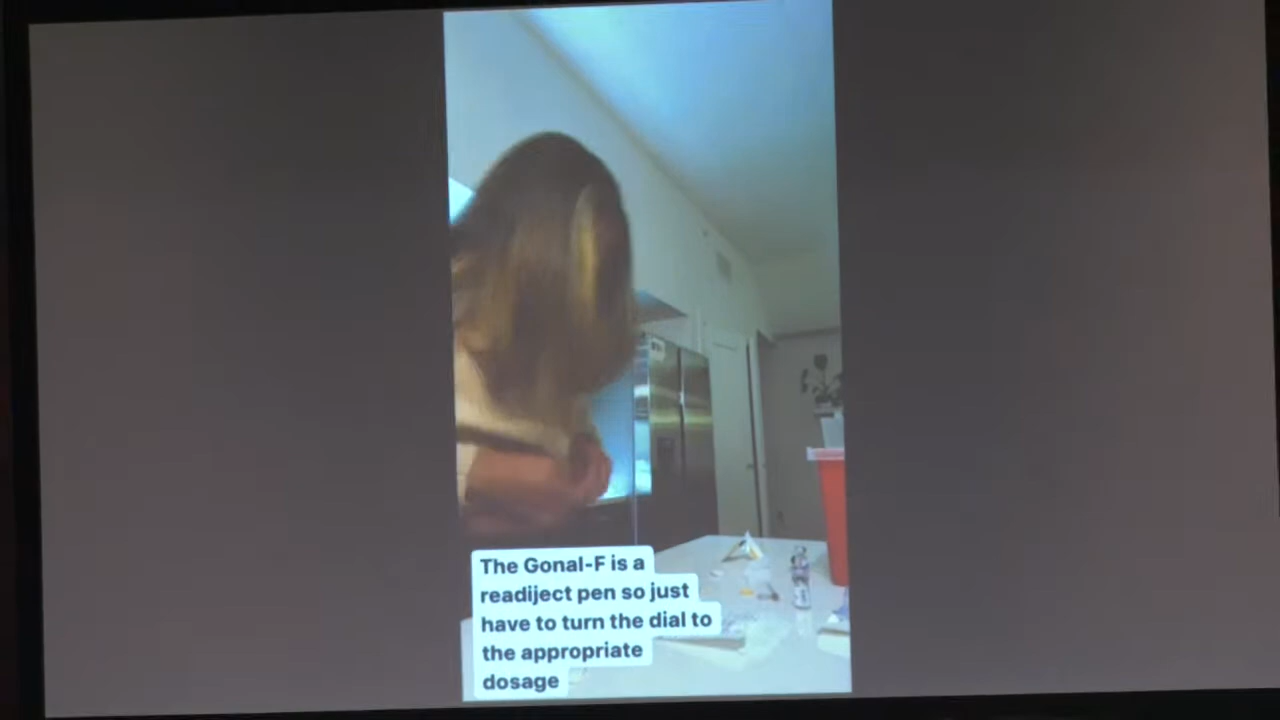 The Gonal-F is a
readiject pen so just
have to turn the dial to
the appropriate
dosage